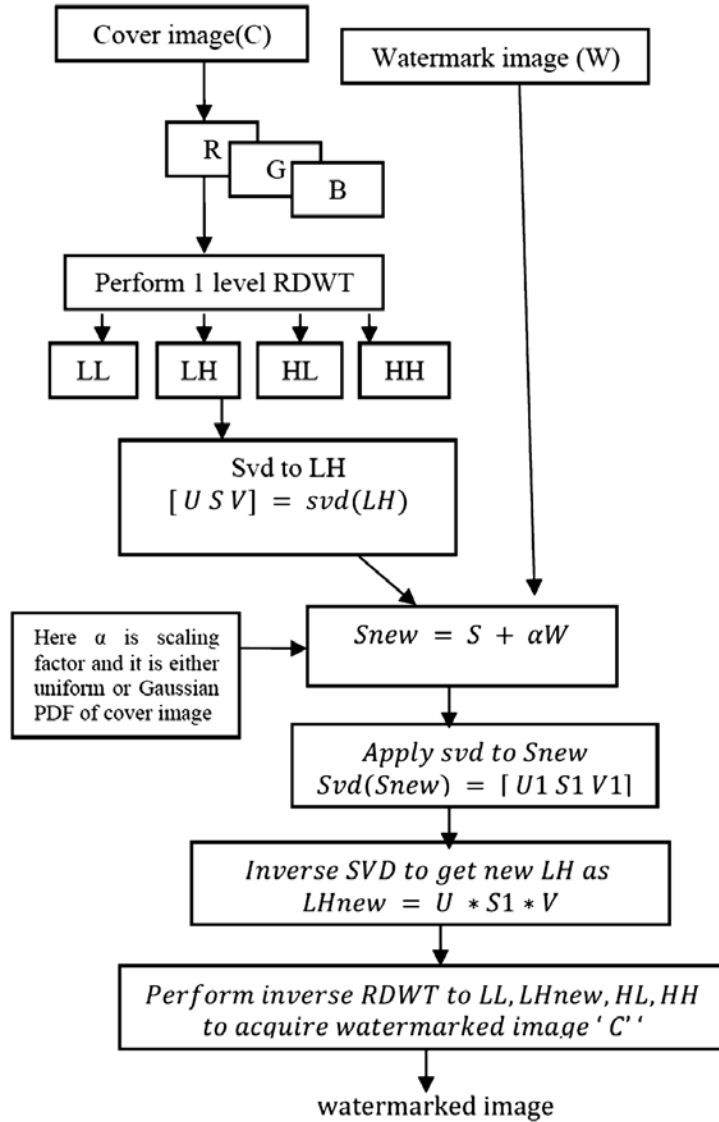 Cover image(C)
Watermark image (W)
R
G
B
Perform 1 level RDWT
LL
LH
HL
HH
Svd to LH
[ U S V] = svd(LH)
Here α is scaling
factor and it is either
uniform or Gaussian
PDF of cover image
Snew = S + αW
Apply svd to Snew
Svd(Snew) = ⌈U1 S1 V1⌉
Inverse SVD to get new LH as
LHnew = U * S1 * V
Perform inverse RDWT to LL, LHnew, HL, HH
to acquire watermarked image ‘ C’ ‘
watermarked image